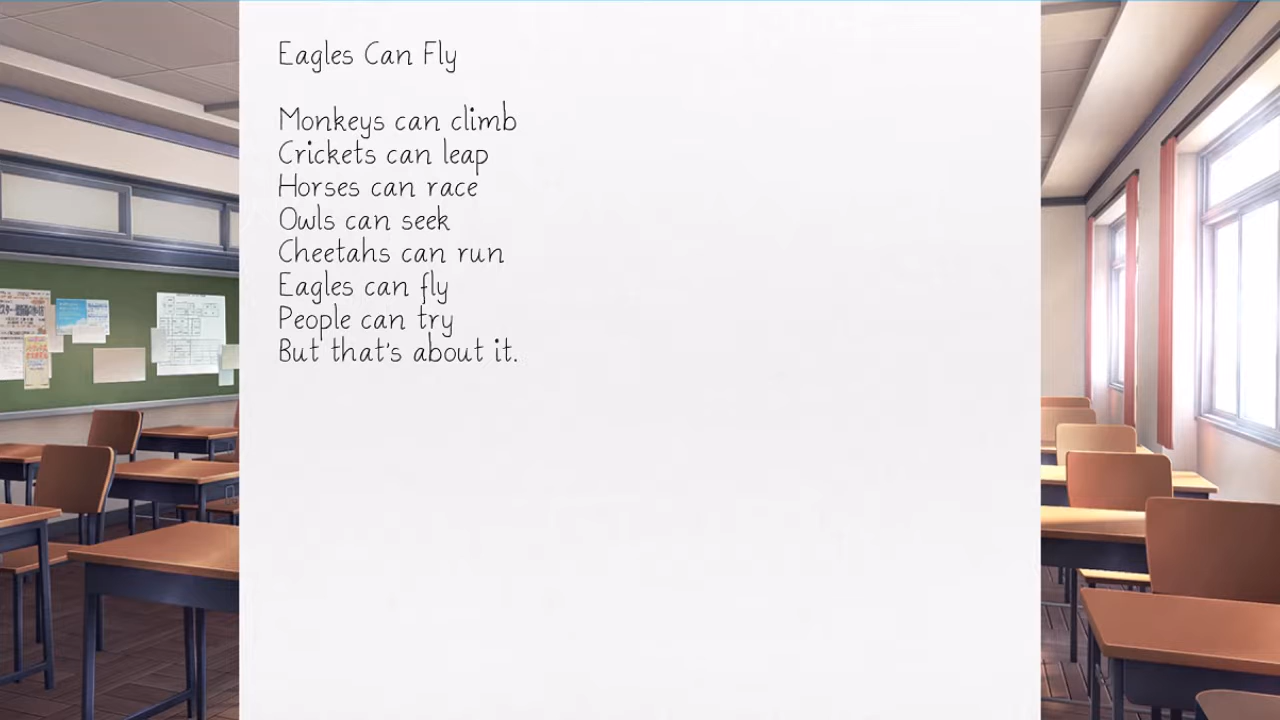 Eagles Can Fly

Monkeys can climb
Crickets can leap
Horses can race
Owls can seek
Cheetahs can run
Eagles can fly
People can try
But that's about it.